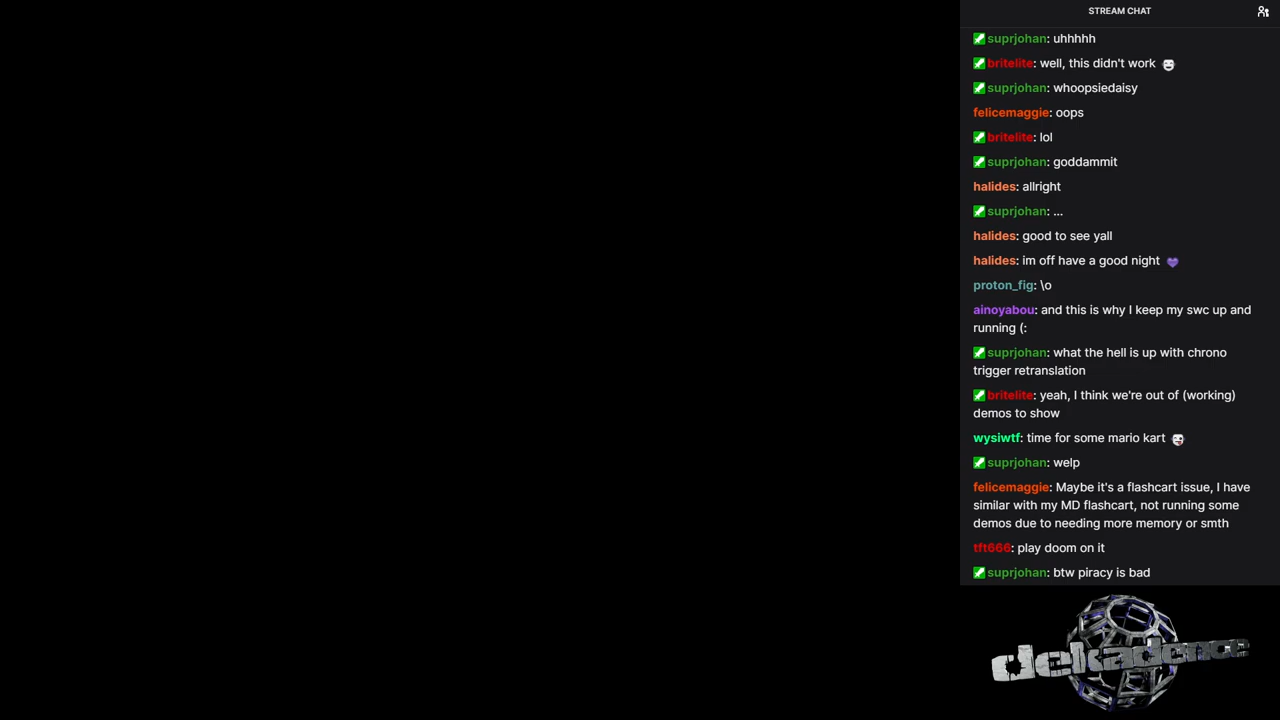 STREAM CHAT
suprjohan: uhhhhh
britelite: well, this didn't work
suprjohan: whoopsiedaisy
felicemaggie: oops
britelite: lol
suprjohan: goddammit
halides: allright
suprjohan: ...
halides: good to see yall
halides: im off have a good night
proton_fig: \o
ainoyabou: and this is why I keep my swc up and
running (:
suprjohan: what the hell is up with chrono
trigger retranslation
britelite: yeah, I think we're out of (working)
demos to show
wysiwtf: time for some mario kart
suprjohan: welp
felicemaggie: Maybe it's a flashcart issue, I have
similar with my MD flashcart, not running some
demos due to needing more memory or smth
tft666: play doom on it
suprjohan: btw piracy is bad
dekadence